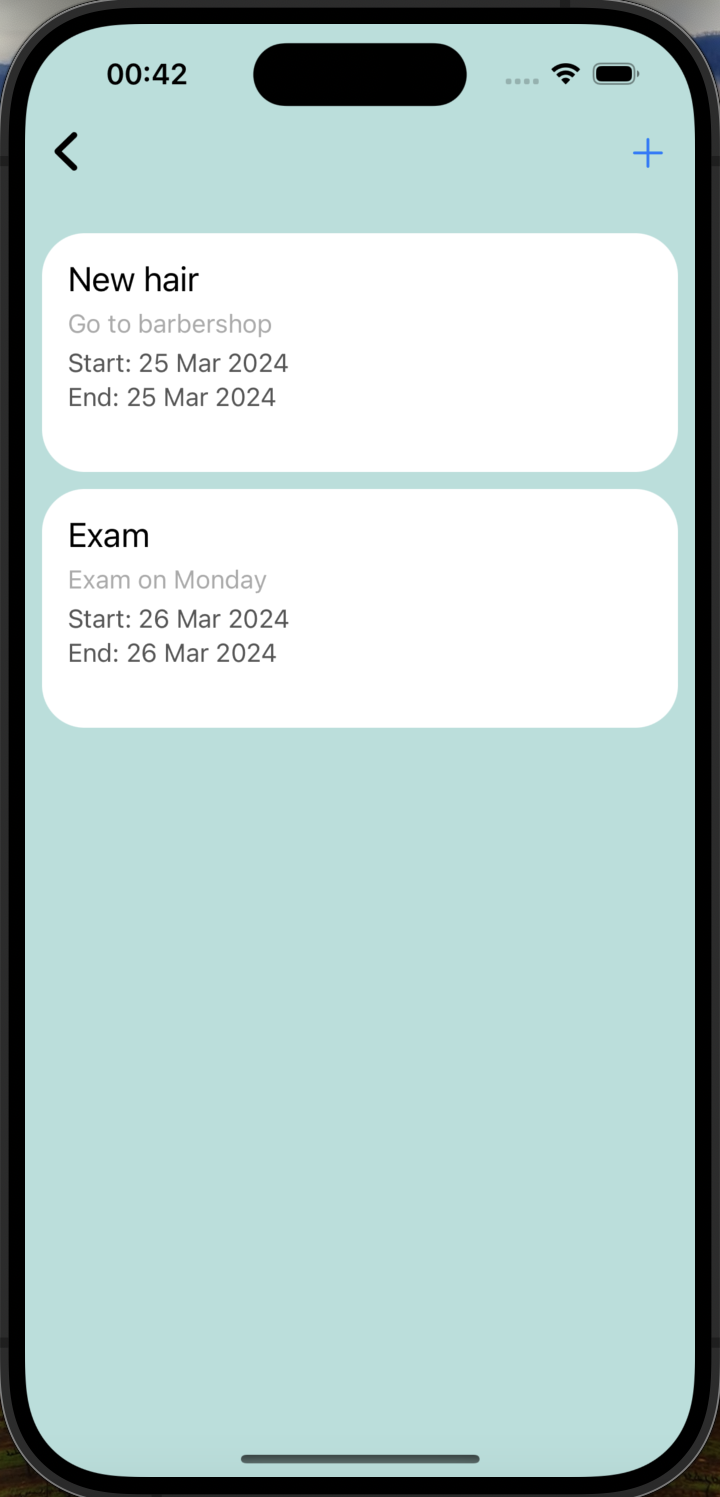 00:42
New hair
Go to barbershop
Start: 25 Mar 2024
End: 25 Mar 2024
Exam
Exam on Monday
Start: 26 Mar 2024
End: 26 Mar 2024